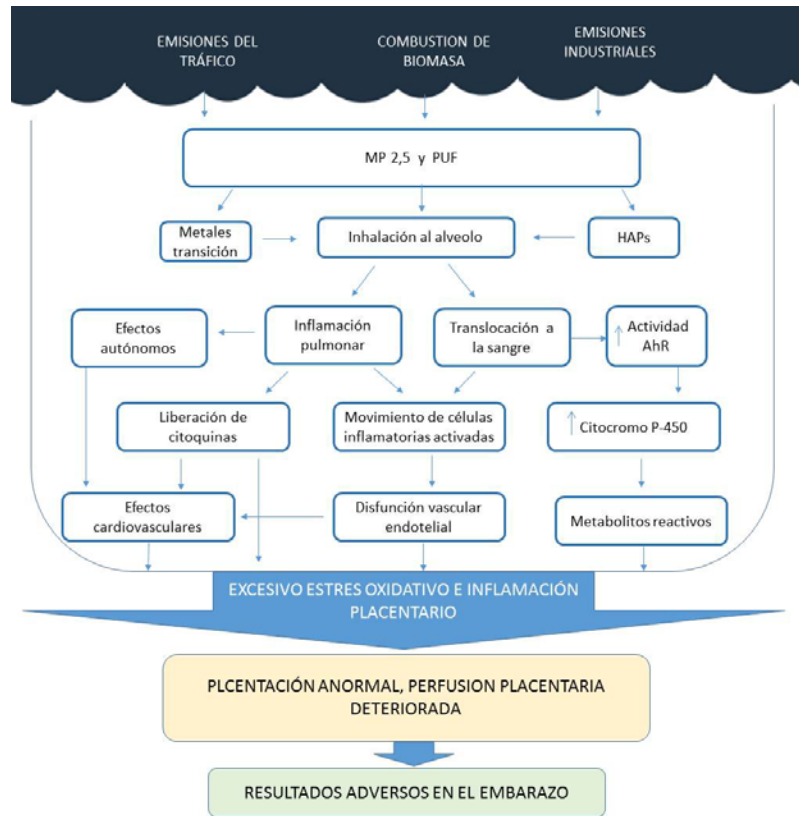 EMISIONES DEL
TRÁFICO
COMBUSTION DE
BIOMASA
EMISIONES
INDUSTRIALES
MP 2,5 y PUF
Metales
transición
Inhalación al alveolo
HAPs
Efectos
autónomos
Inflamación
pulmonar
Translocación a
la sangre
↑ Actividad
AhR
Liberación de
citoquinas
Movimiento de células
inflamatorias activadas
↑ Citocromo P-450
Efectos
cardiovasculares
Disfunción vascular
endotelial
Metabolitos reactivos
EXCESIVO ESTRES OXIDATIVO E INFLAMACIÓN
PLACENTARIO
PLCENTACIÓN ANORMAL, PERFUSION PLACENTARIA
DETERIORADA
RESULTADOS ADVERSOS EN EL EMBARAZO